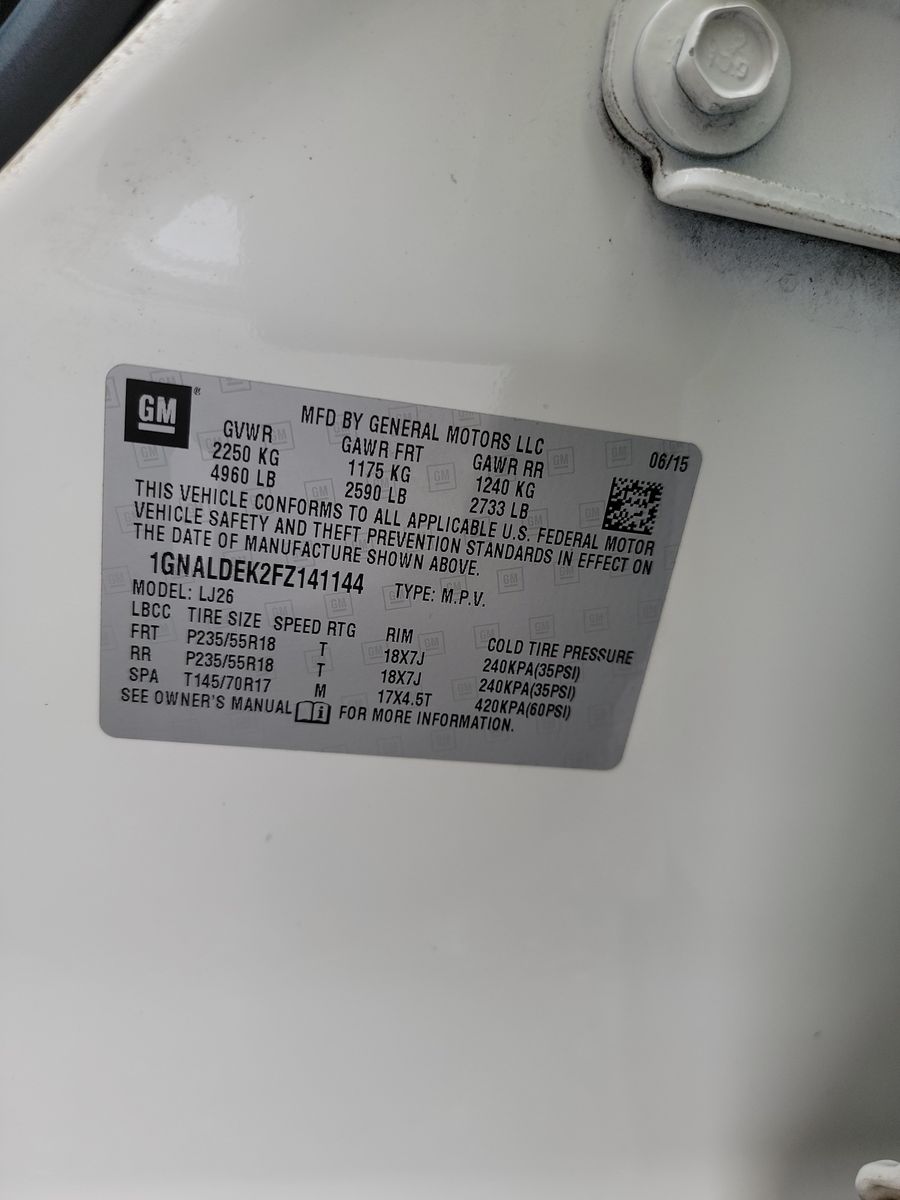 GM ®
MFD BY GENERAL MOTORS LLC
GVWR GAWR FRT GAWR RR 06/15
2250 KG 1175 KG 1240 KG
4960 LB 2590 LB 2733 LB
THIS VEHICLE CONFORMS TO ALL APPLICABLE U.S. FEDERAL MOTOR
VEHICLE SAFETY AND THEFT PREVENTION STANDARDS IN EFFECT ON
THE DATE OF MANUFACTURE SHOWN ABOVE.
1GNALDEK2FZ141144 TYPE: M.P.V.
MODEL: LJ26
LBCC TIRE SIZE SPEED RTG RIM COLD TIRE PRESSURE
FRT P235/55R18 T 18X7J 240KPA(35PSI)
RR P235/55R18 T 18X7J 240KPA(35PSI)
SPA T145/70R17 M 17X4.5T 420KPA(60PSI)
SEE OWNER'S MANUAL FOR MORE INFORMATION.